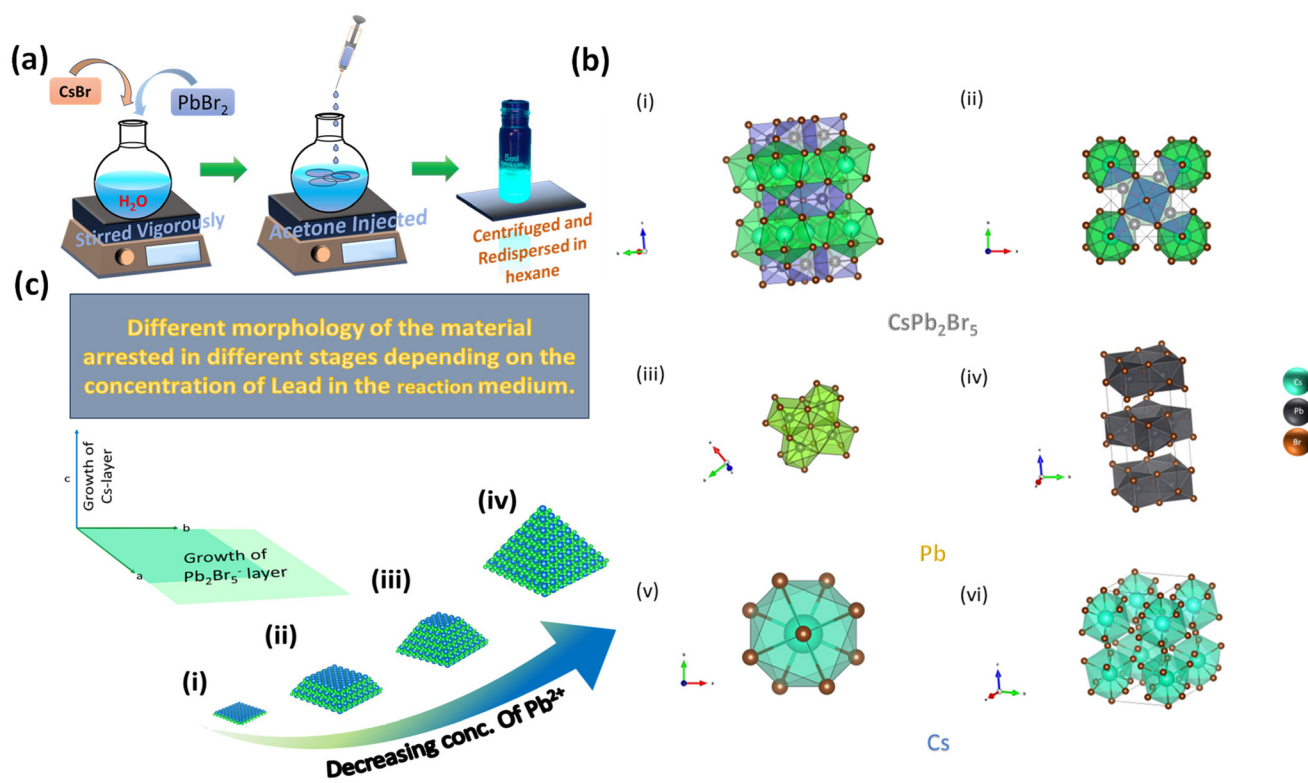 (a)
CsBr
PbBr2
H2O
Stirred Vigorously
Acetone Injected
5ml
Centrifuged and
Redispersed in
hexane
(b)
(i)
(ii)
CsPb2Br5
(iii)
(iv)
Pb
(v)
(vi)
Cs
Cs
Pb
Br
(c)
Different morphology of the material
arrested in different stages depending on the
concentration of Lead in the reaction medium.
c
Growth of
Cs-layer
b
a
Growth of
Pb2Br5- layer
(i)
(ii)
(iii)
(iv)
Decreasing conc. Of Pb2+